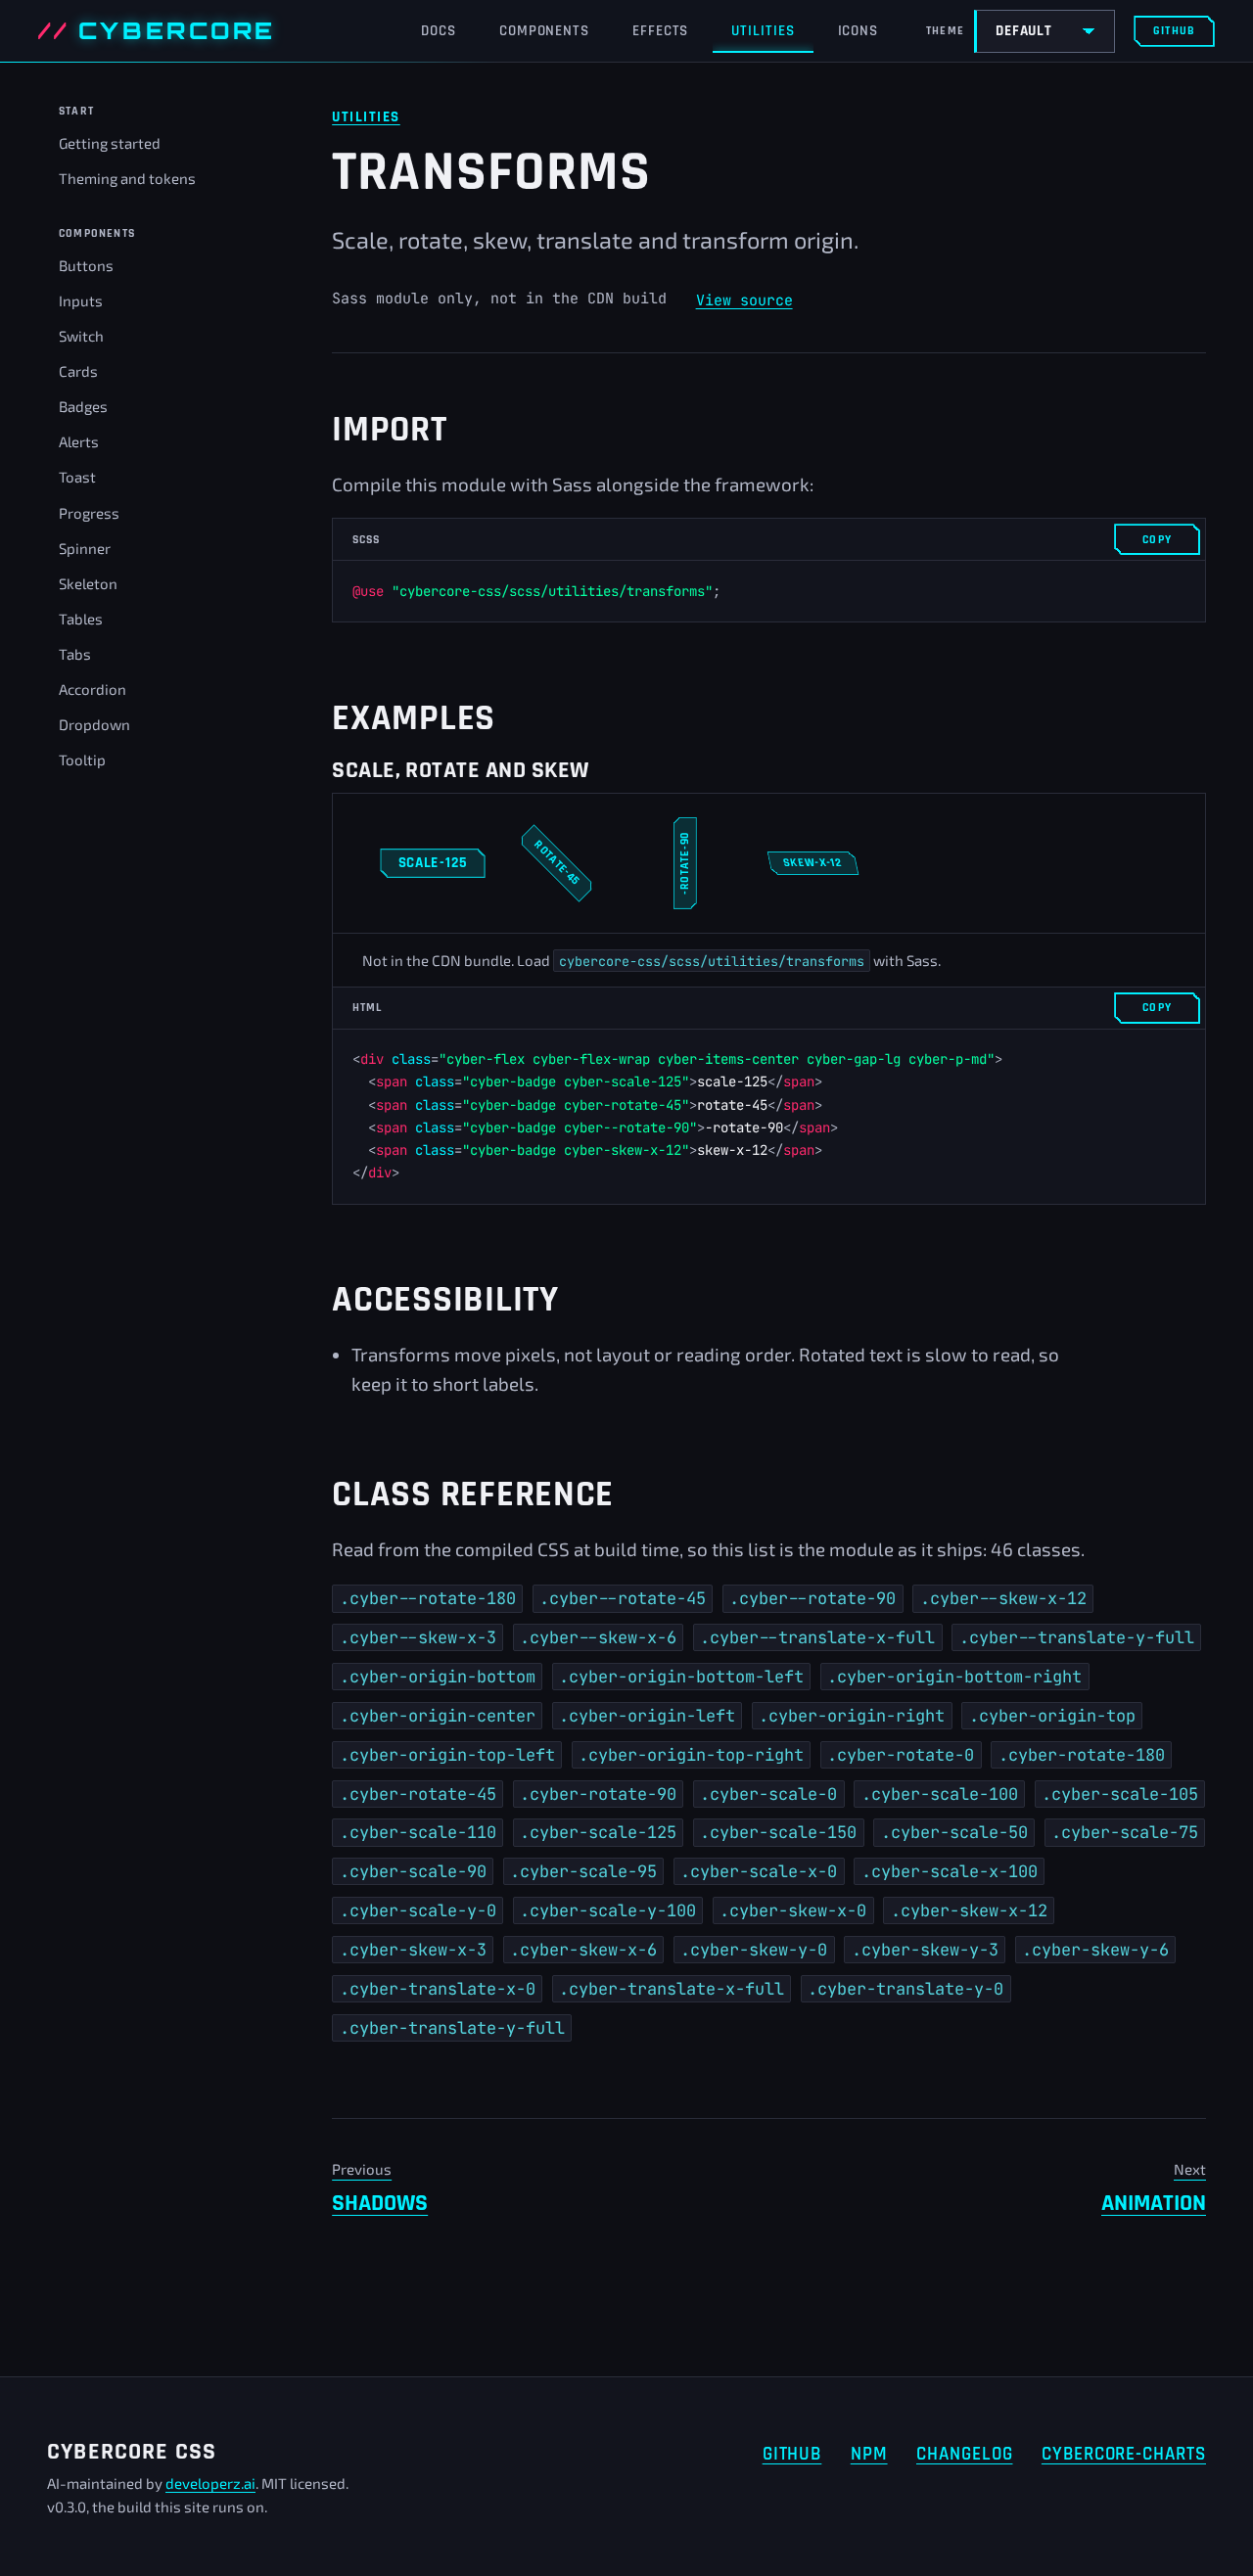 // CYBERCORE
DOCS COMPONENTS EFFECTS UTILITIES ICONS THEME DEFAULT GITHUB
START
Getting started
Theming and tokens
COMPONENTS
Buttons
Inputs
Switch
Cards
Badges
Alerts
Toast
Progress
Spinner
Skeleton
Tables
Tabs
Accordion
Dropdown
Tooltip
UTILITIES
TRANSFORMS
Scale, rotate, skew, translate and transform origin.
Sass module only, not in the CDN build View source
IMPORT
Compile this module with Sass alongside the framework:
SCSS COPY
@use "cybercore-css/scss/utilities/transforms";
EXAMPLES
SCALE, ROTATE AND SKEW
SCALE-125 ROTATE-45 -ROTATE-90 SKEW-X-12
Not in the CDN bundle. Load cybercore-css/scss/utilities/transforms with Sass.
HTML COPY
<div class="cyber-flex cyber-flex-wrap cyber-items-center cyber-gap-lg cyber-p-md">
<span class="cyber-badge cyber-scale-125">scale-125</span>
<span class="cyber-badge cyber-rotate-45">rotate-45</span>
<span class="cyber-badge cyber--rotate-90">-rotate-90</span>
<span class="cyber-badge cyber-skew-x-12">skew-x-12</span>
</div>
ACCESSIBILITY
• Transforms move pixels, not layout or reading order. Rotated text is slow to read, so
keep it to short labels.
CLASS REFERENCE
Read from the compiled CSS at build time, so this list is the module as it ships: 46 classes.
.cyber--rotate-180 .cyber--rotate-45 .cyber--rotate-90 .cyber--skew-x-12
.cyber--skew-x-3 .cyber--skew-x-6 .cyber--translate-x-full .cyber--translate-y-full
.cyber-origin-bottom .cyber-origin-bottom-left .cyber-origin-bottom-right
.cyber-origin-center .cyber-origin-left .cyber-origin-right .cyber-origin-top
.cyber-origin-top-left .cyber-origin-top-right .cyber-rotate-0 .cyber-rotate-180
.cyber-rotate-45 .cyber-rotate-90 .cyber-scale-0 .cyber-scale-100 .cyber-scale-105
.cyber-scale-110 .cyber-scale-125 .cyber-scale-150 .cyber-scale-50 .cyber-scale-75
.cyber-scale-90 .cyber-scale-95 .cyber-scale-x-0 .cyber-scale-x-100
.cyber-scale-y-0 .cyber-scale-y-100 .cyber-skew-x-0 .cyber-skew-x-12
.cyber-skew-x-3 .cyber-skew-x-6 .cyber-skew-y-0 .cyber-skew-y-3 .cyber-skew-y-6
.cyber-translate-x-0 .cyber-translate-x-full .cyber-translate-y-0
.cyber-translate-y-full
Previous Next
SHADOWS ANIMATION
CYBERCORE CSS
GITHUB NPM CHANGELOG CYBERCORE-CHARTS
AI-maintained by developerz.ai. MIT licensed.
v0.3.0, the build this site runs on.